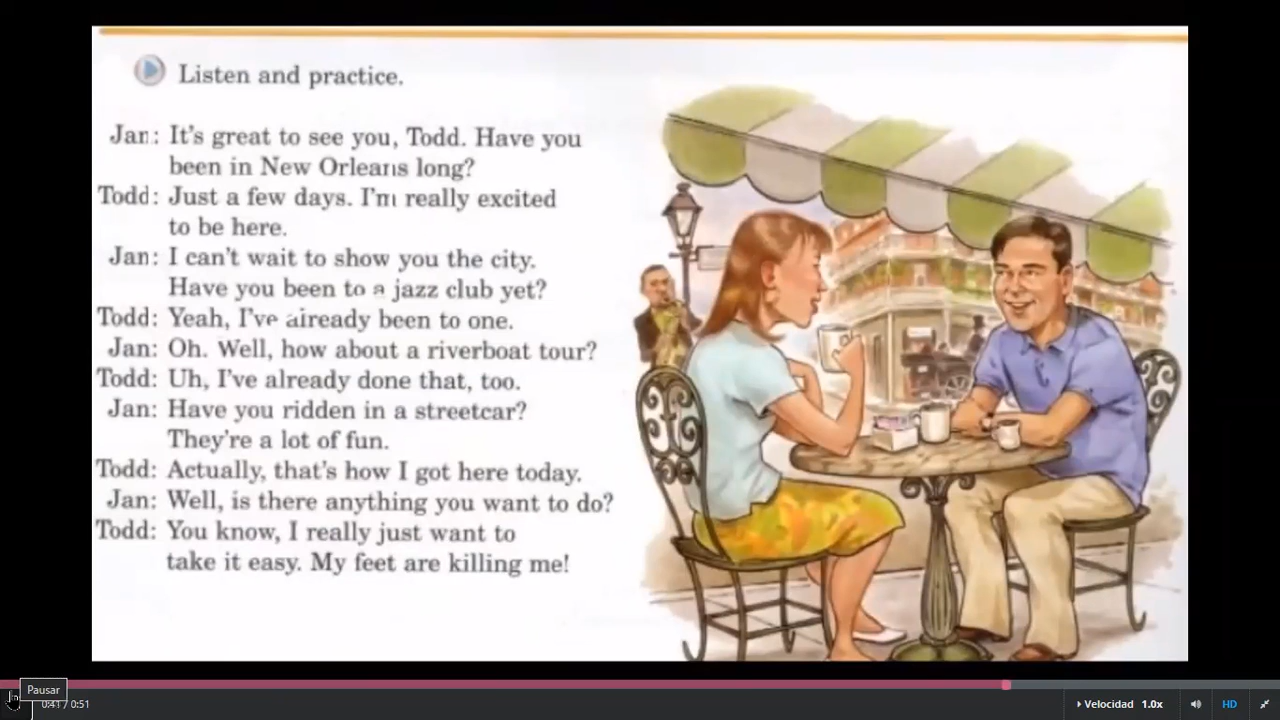 Listen and practice.
Jan: It's great to see you, Todd. Have you
been in New Orleans long?
Todd: Just a few days. I'm really excited
to be here.
Jan: I can't wait to show you the city.
Have you been to a jazz club yet?
Todd: Yeah, I've already been to one.
Jan: Oh. Well, how about a riverboat tour?
Todd: Uh, I've already done that, too.
Jan: Have you ridden in a streetcar?
They're a lot of fun.
Todd: Actually, that's how I got here today.
Jan: Well, is there anything you want to do?
Todd: You know, I really just want to
take it easy. My feet are killing me!
Pausar
0:41 / 0:51
Velocidad 1.0x
HD